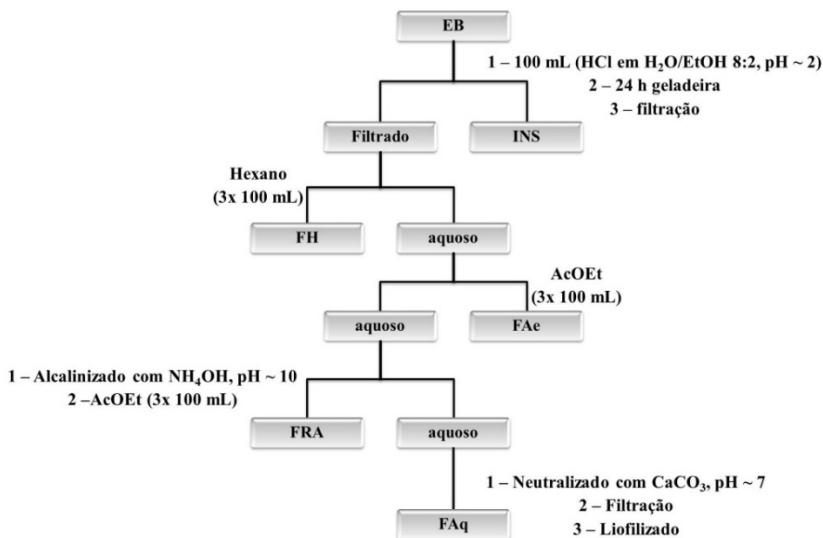 EB
1 – 100 mL (HCl em H₂O/EtOH 8:2, pH ~ 2)
2 – 24 h geladeira
3 – filtração
Filtrado
INS
Hexano
(3x 100 mL)
FH
aquoso
AcOEt
(3x 100 mL)
aquoso
FAe
1 – Alcalinizado com NH₄OH, pH ~ 10
2 –AcOEt (3x 100 mL)
FRA
aquoso
1 – Neutralizado com CaCO₃, pH ~ 7
2 – Filtração
3 – Liofilizado
FAq